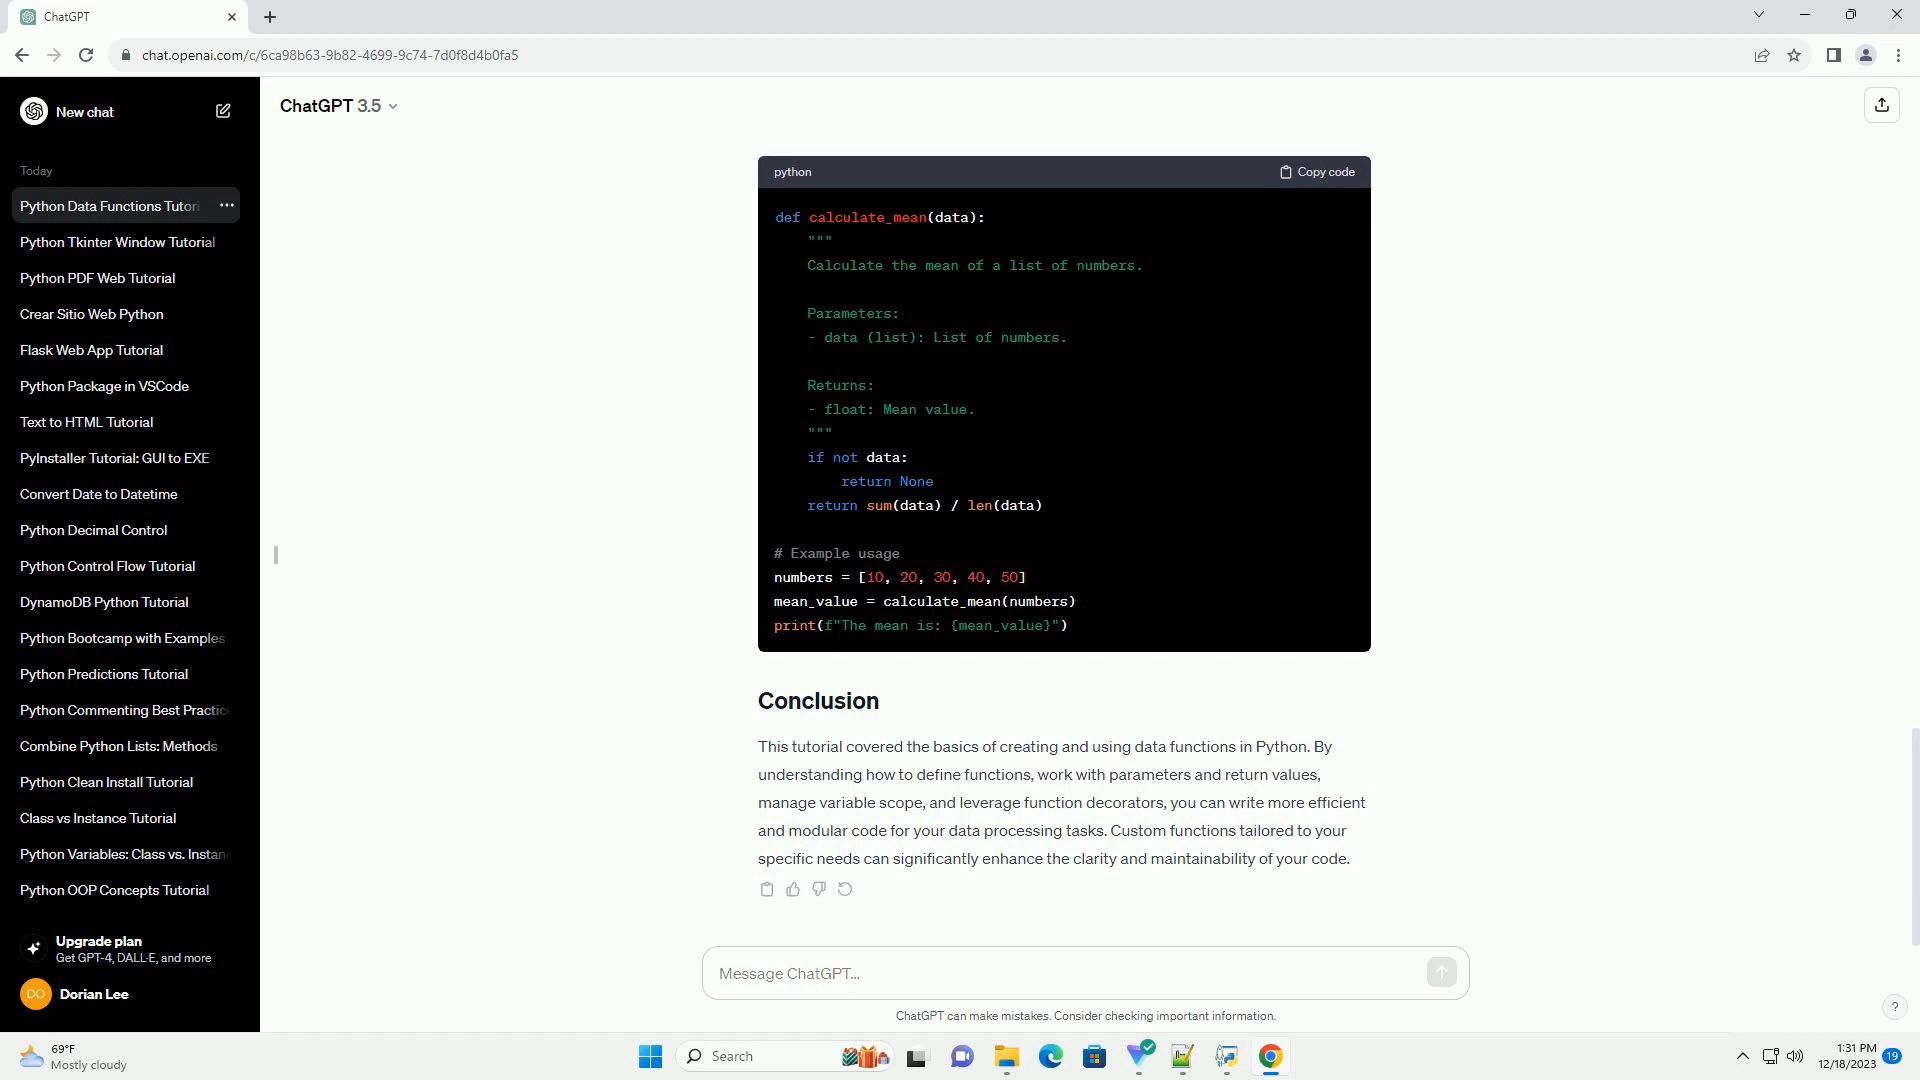 ChatGPT
chat.openai.com/c/6ca98b63-9b82-4699-9c74-7d0f8d4b0fa5
New chat
Today
Python Data Functions Tutori
Python Tkinter Window Tutorial
Python PDF Web Tutorial
Crear Sitio Web Python
Flask Web App Tutorial
Python Package in VSCode
Text to HTML Tutorial
PyInstaller Tutorial: GUI to EXE
Convert Date to Datetime
Python Decimal Control
Python Control Flow Tutorial
DynamoDB Python Tutorial
Python Bootcamp with Examples
Python Predictions Tutorial
Python Commenting Best Practice
Combine Python Lists: Methods
Python Clean Install Tutorial
Class vs Instance Tutorial
Python Variables: Class vs. Instan
Python OOP Concepts Tutorial
Upgrade plan
Get GPT-4, DALL·E, and more
DO Dorian Lee
ChatGPT 3.5
python Copy code
def calculate_mean(data):
"""
Calculate the mean of a list of numbers.
Parameters:
- data (list): List of numbers.
Returns:
- float: Mean value.
"""
if not data:
return None
return sum(data) / len(data)
# Example usage
numbers = [10, 20, 30, 40, 50]
mean_value = calculate_mean(numbers)
print(f"The mean is: {mean_value}")
Conclusion
This tutorial covered the basics of creating and using data functions in Python. By
understanding how to define functions, work with parameters and return values,
manage variable scope, and leverage function decorators, you can write more efficient
and modular code for your data processing tasks. Custom functions tailored to your
specific needs can significantly enhance the clarity and maintainability of your code.
Message ChatGPT...
ChatGPT can make mistakes. Consider checking important information.
?
69°F
Mostly cloudy
Search
1:31 PM
12/18/2023
19